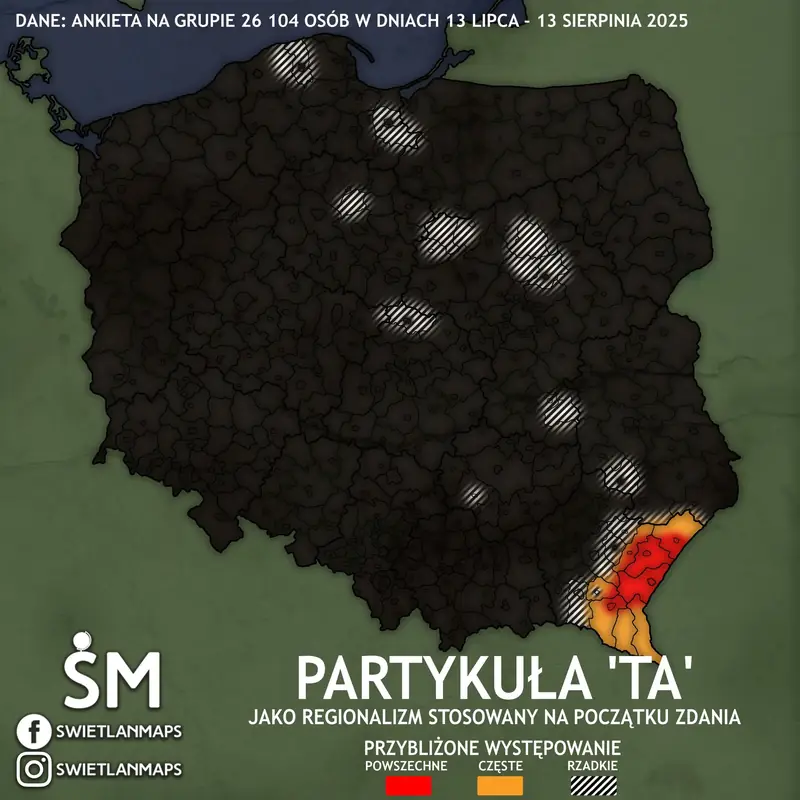 DANE: ANKIETA NA GRUPIE 26 104 OSÓB W DNIACH 13 LIPCA - 13 SIERPINIA 2025
ŚM
SWIETLANMAPS
SWIETLANMAPS
PARTYKUŁA 'TA'
JAKO REGIONALIZM STOSOWANY NA POCZĄTKU ZDANIA
PRZYBLIŻONE WYSTĘPOWANIE
POWSZECHNE CZĘSTE RZADKIE